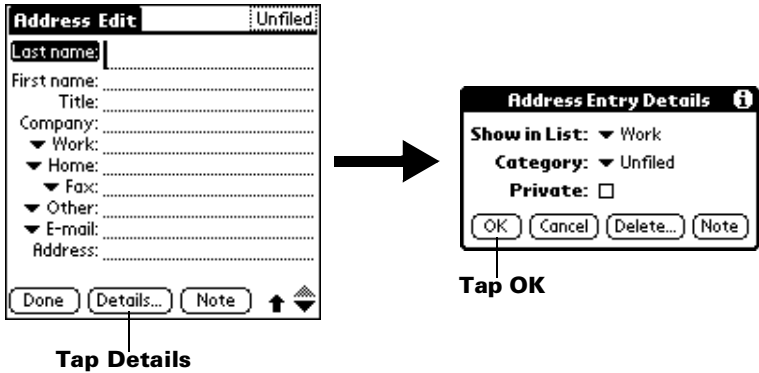 Address Edit Unfiled
Last name:
First name:
Title:
Company:
Work:
Home:
Fax:
Other:
E-mail:
Address:
Done Details... Note
Tap Details
Address Entry Details i
Show in List: Work
Category: Unfiled
Private:
OK Cancel Delete... Note
Tap OK